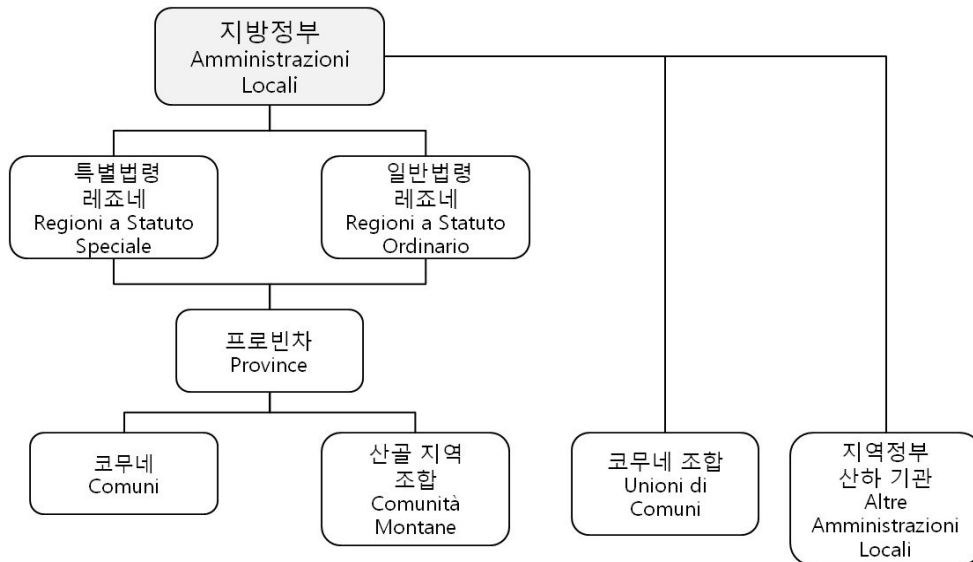 지방정부
Amministrazioni
Locali
특별법령
레죠네
Regioni a Statuto
Speciale
일반법령
레죠네
Regioni a Statuto
Ordinario
프로빈차
Province
코무네
Comuni
산골 지역
조합
Comunità
Montane
코무네 조합
Unioni di
Comuni
지역정부
산하 기관
Altre
Amministrazioni
Locali